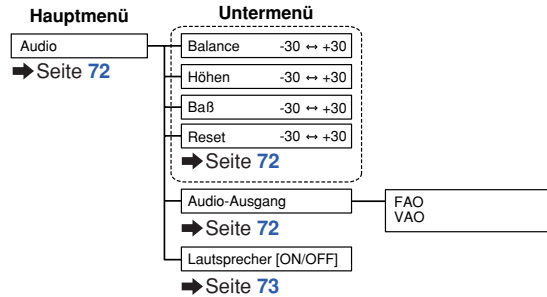 Hauptmenü
Untermenü
Audio
➡ Seite 72
Balance -30 ↔ +30
Höhen -30 ↔ +30
Baß -30 ↔ +30
Reset -30 ↔ +30
➡ Seite 72
Audio-Ausgang
➡ Seite 72
FAO
VAO
Lautsprecher [ON/OFF]
➡ Seite 73